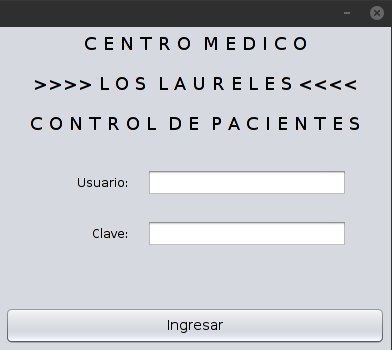 C E N T R O M E D I C O
>>>> L O S L A U R E L E S <<<<
C O N T R O L D E P A C I E N T E S
Usuario:
Clave:
Ingresar